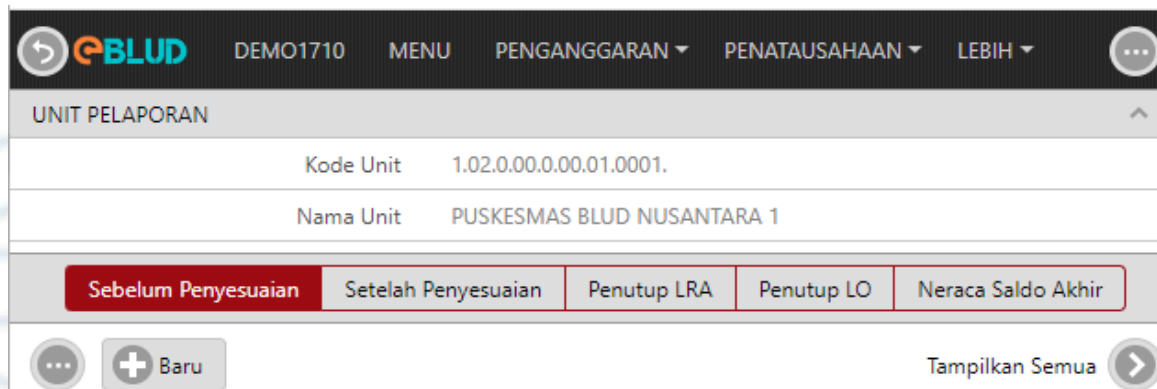 eBLUD DEMO1710 MENU PENGANGGARAN PENATAUSAHAAN LEBIH
UNIT PELAPORAN
Kode Unit 1.02.0.00.0.00.01.0001.
Nama Unit PUSKESMAS BLUD NUSANTARA 1
Sebelum Penyesuaian Setelah Penyesuaian Penutup LRA Penutup LO Neraca Saldo Akhir
Baru Tampilkan Semua